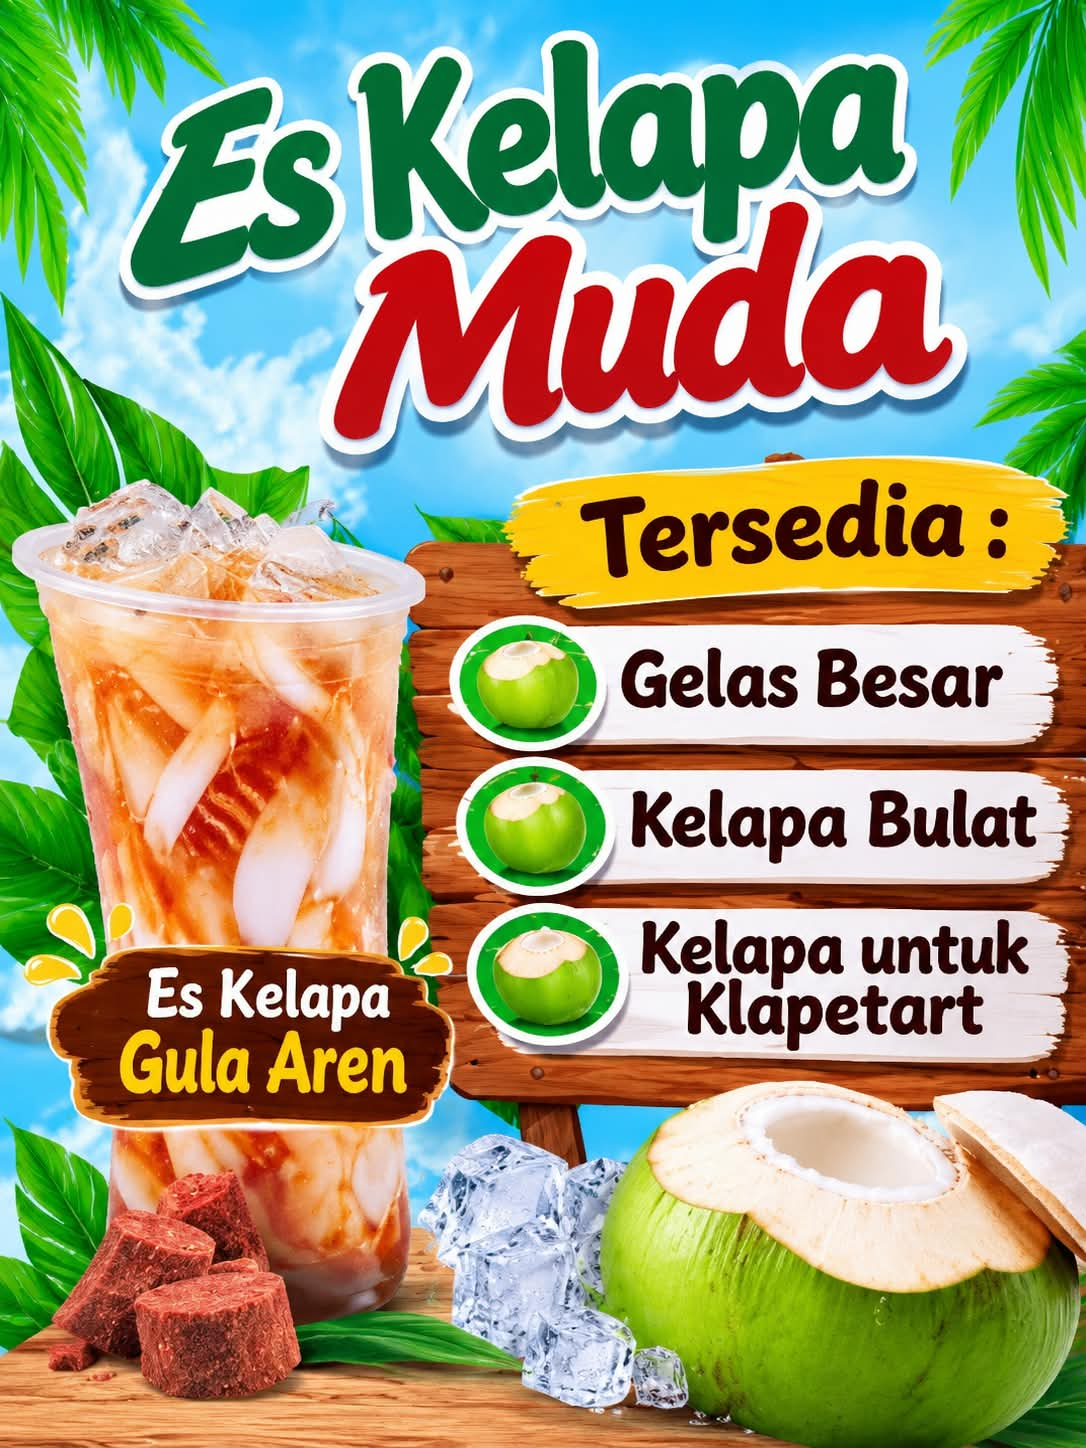 Es Kelapa
Muda
Tersedia :
Gelas Besar
Kelapa Bulat
Kelapa untuk
Klapetart
Es Kelapa
Gula Aren